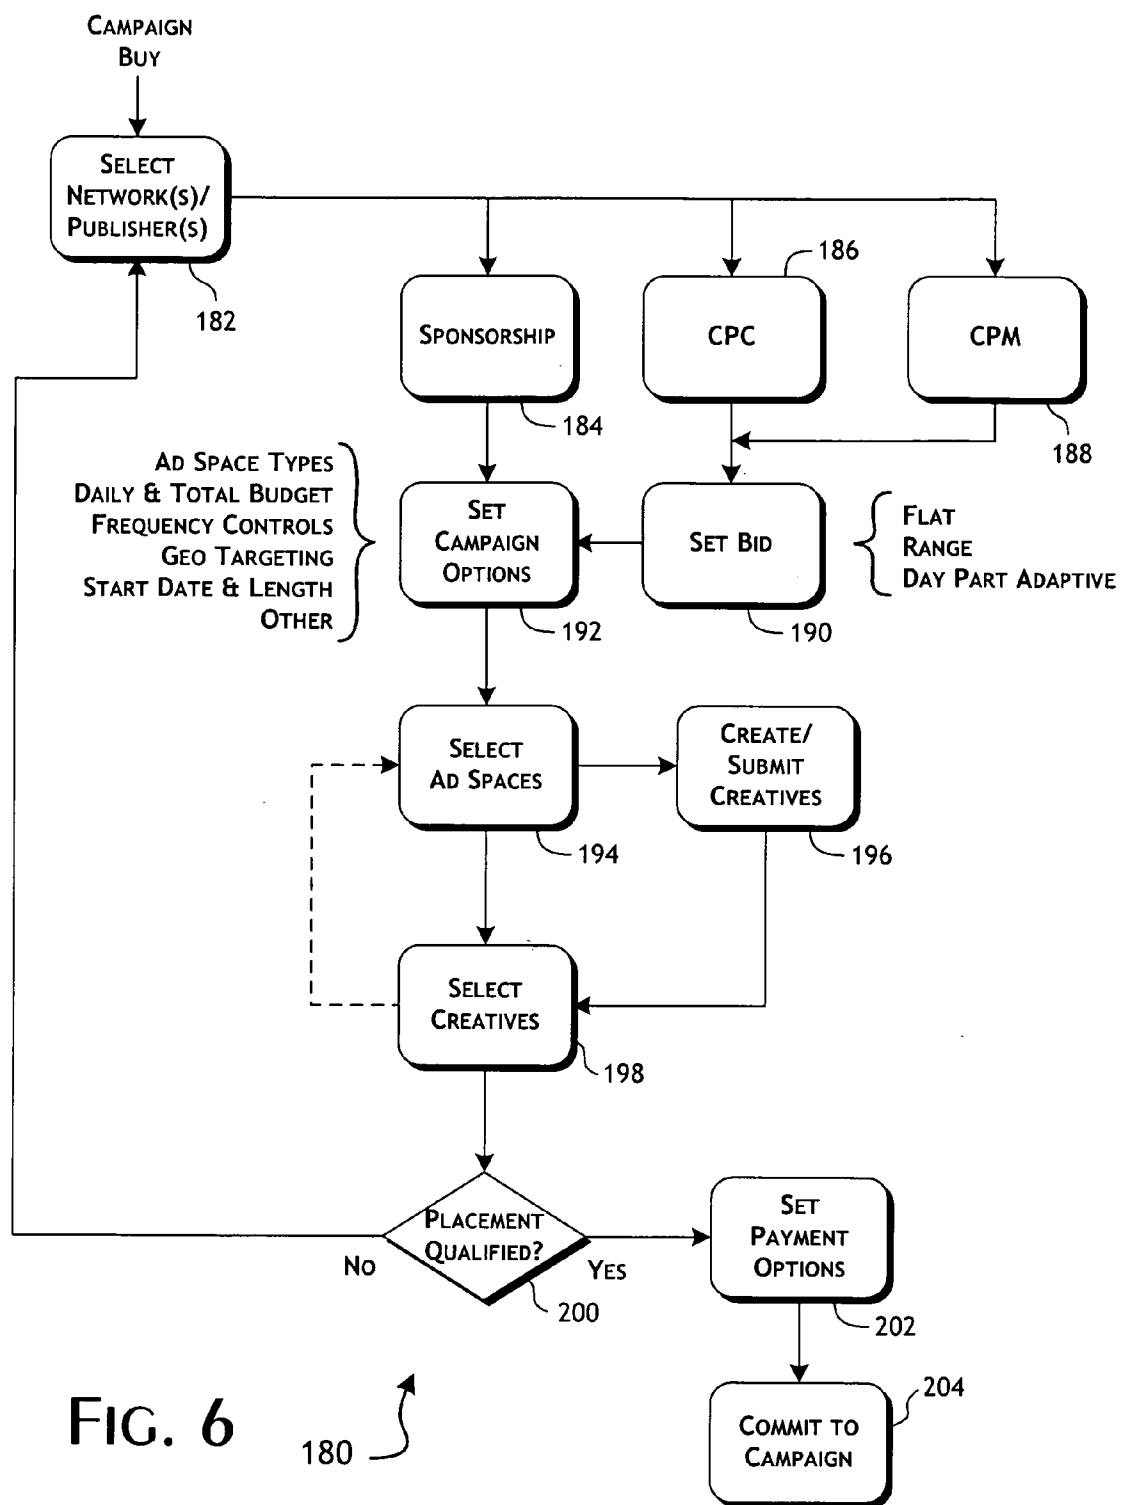 CAMPAIGN
BUY
SELECT
NETWORK(S)/
PUBLISHER(S)
182
SPONSORSHIP
184
186
CPC
CPM
188
AD SPACE TYPES
DAILY & TOTAL BUDGET
FREQUENCY CONTROLS
GEO TARGETING
START DATE & LENGTH
OTHER
SET
CAMPAIGN
OPTIONS
192
SET BID
190
FLAT
RANGE
DAY PART ADAPTIVE
SELECT
AD SPACES
194
CREATE/
SUBMIT
CREATIVES
196
SELECT
CREATIVES
198
PLACEMENT
QUALIFIED?
NO
YES
200
SET
PAYMENT
OPTIONS
202
204
COMMIT TO
CAMPAIGN
FIG. 6
180